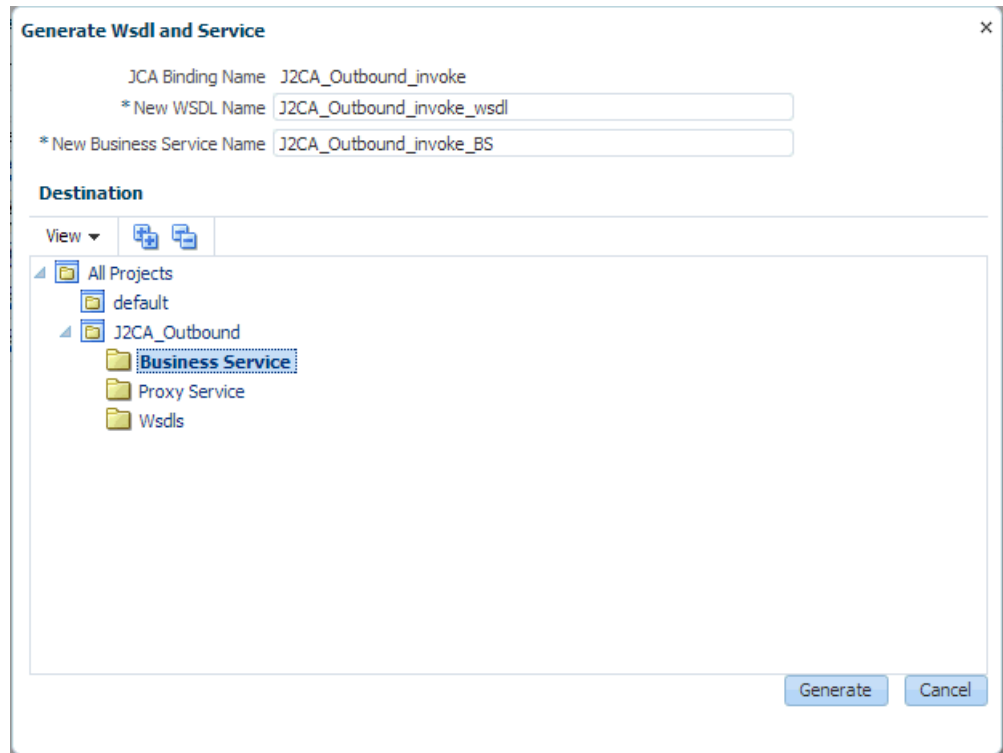 Generate Wsdl and Service
JCA Binding Name J2CA_Outbound_invoke
* New WSDL Name J2CA_Outbound_invoke_wsdl
* New Business Service Name J2CA_Outbound_invoke_BS
Destination
View
All Projects
default
J2CA_Outbound
Business Service
Proxy Service
Wsdls
Generate Cancel